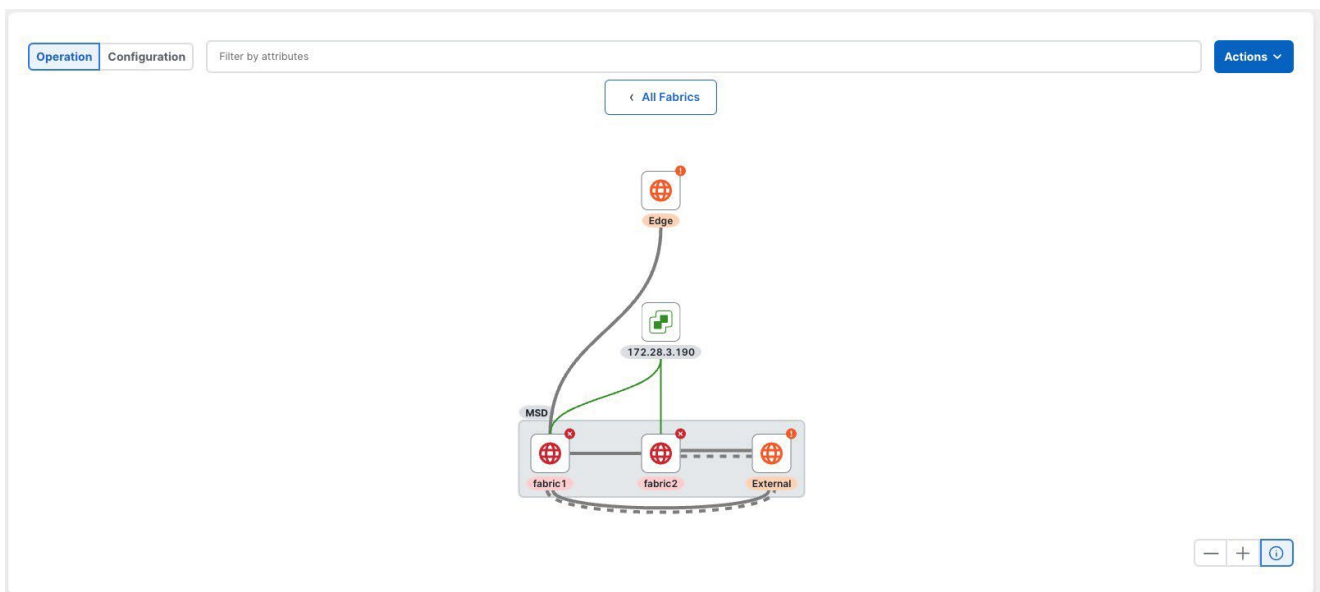 Operation Configuration Filter by attributes Actions
All Fabrics
Edge
172.28.3.190
MSD
fabric1 fabric2 External